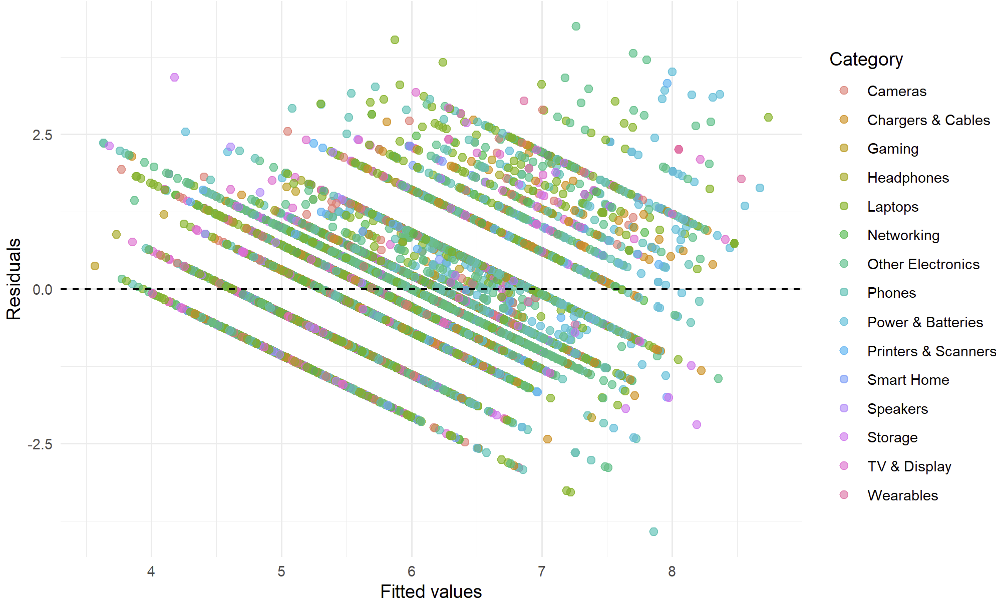 Residuals
2.5
0.0
-2.5
4 5 6 7 8
Fitted values
Category
Cameras
Chargers & Cables
Gaming
Headphones
Laptops
Networking
Other Electronics
Phones
Power & Batteries
Printers & Scanners
Smart Home
Speakers
Storage
TV & Display
Wearables